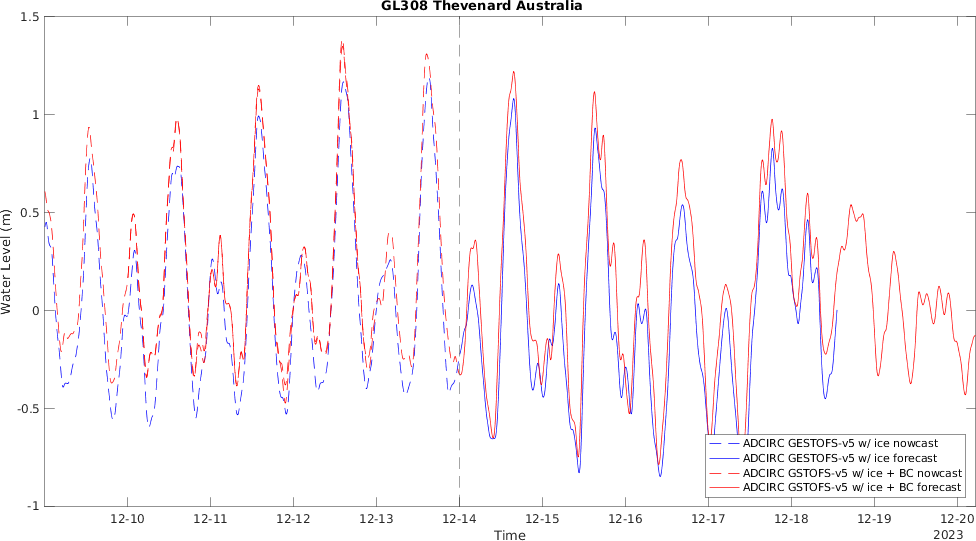 GL308 Thevenard Australia
1.5
1
0.5
0
-0.5
-1
Water Level (m)
12-10 12-11 12-12 12-13 12-14 12-15 12-16 12-17 12-18 12-19 12-20
Time
2023
ADCIRC GESTOFS-v5 w/ ice nowcast
ADCIRC GESTOFS-v5 w/ ice forecast
ADCIRC GSTOFS-v5 w/ ice + BC nowcast
ADCIRC GSTOFS-v5 w/ ice + BC forecast